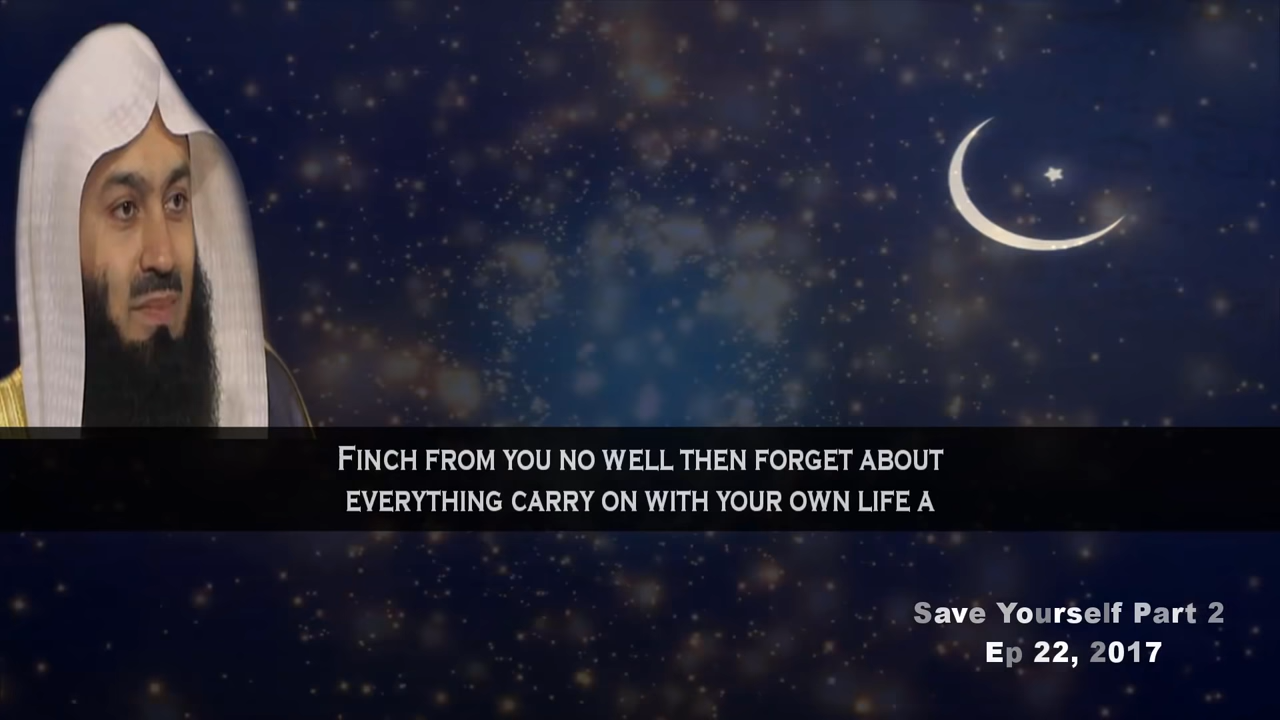 Finch from you no well then forget about
everything carry on with your own life a
Save Yourself Part 2
Ep 22, 2017